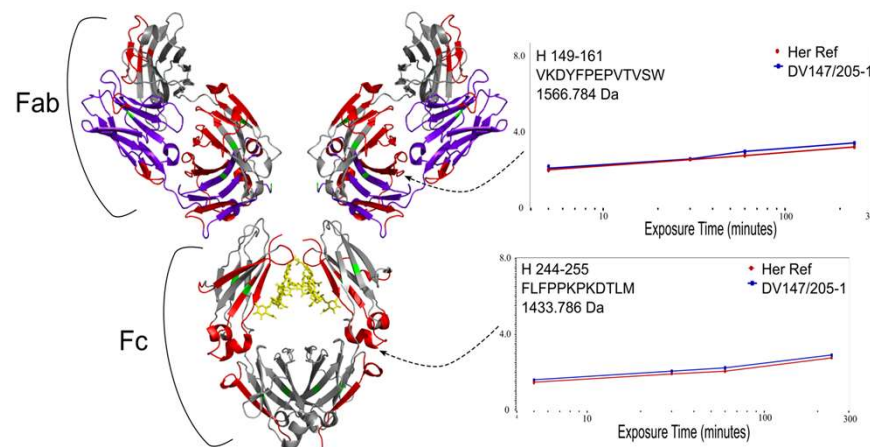 Fab
Fc
H 149-161
VKDYFPEPVTVSW
1566.784 Da
Her Ref
DV147/205-1
8.0
4.0
0
10
100
Exposure Time (minutes)
H 244-255
FLFPPKPKDTLM
1433.786 Da
Her Ref
DV147/205-1
8.0
4.0
2.0
0
10
100
300
Exposure Time (minutes)